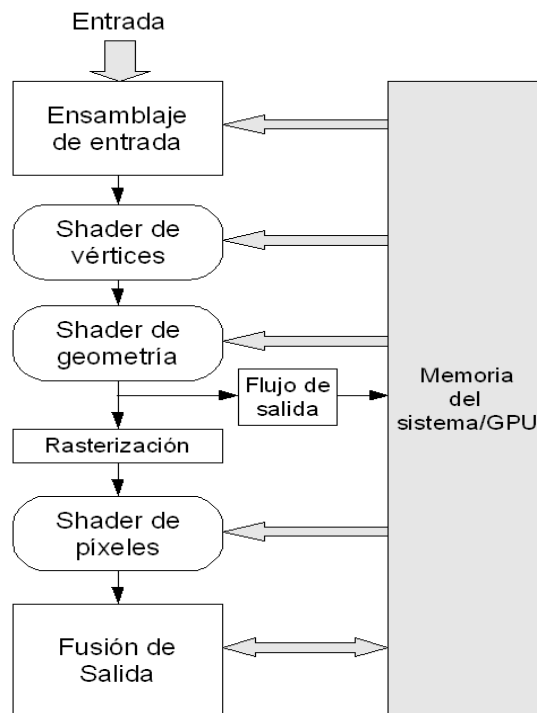 Entrada
Ensamblaje
de entrada
Shader de
vértices
Shader de
geometría
Flujo de
salida
Memoria
del
sistema/GPU
Rasterización
Shader de
píxeles
Fusión de
Salida